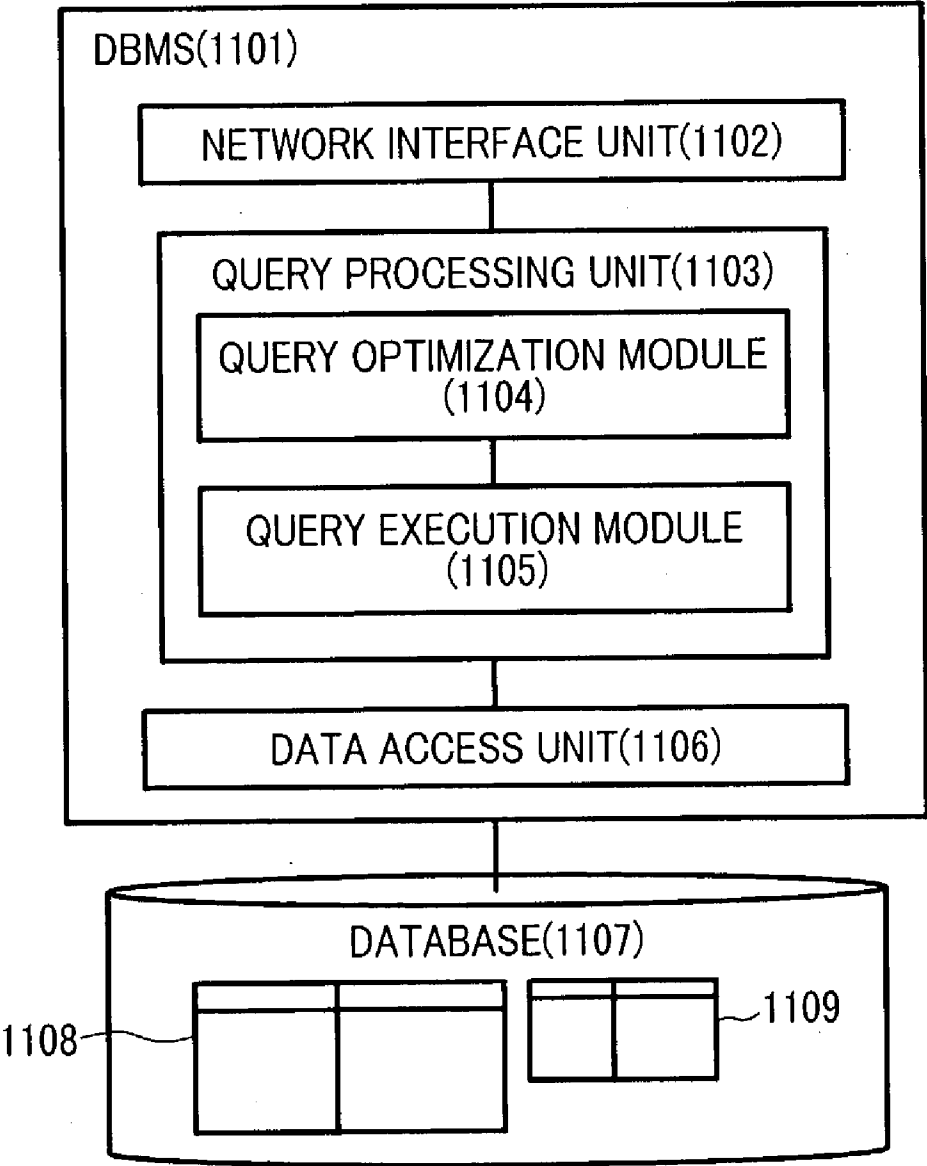 DBMS(1101)
NETWORK INTERFACE UNIT(1102)
QUERY PROCESSING UNIT(1103)
QUERY OPTIMIZATION MODULE
(1104)
QUERY EXECUTION MODULE
(1105)
DATA ACCESS UNIT(1106)
DATABASE(1107)
1108
1109